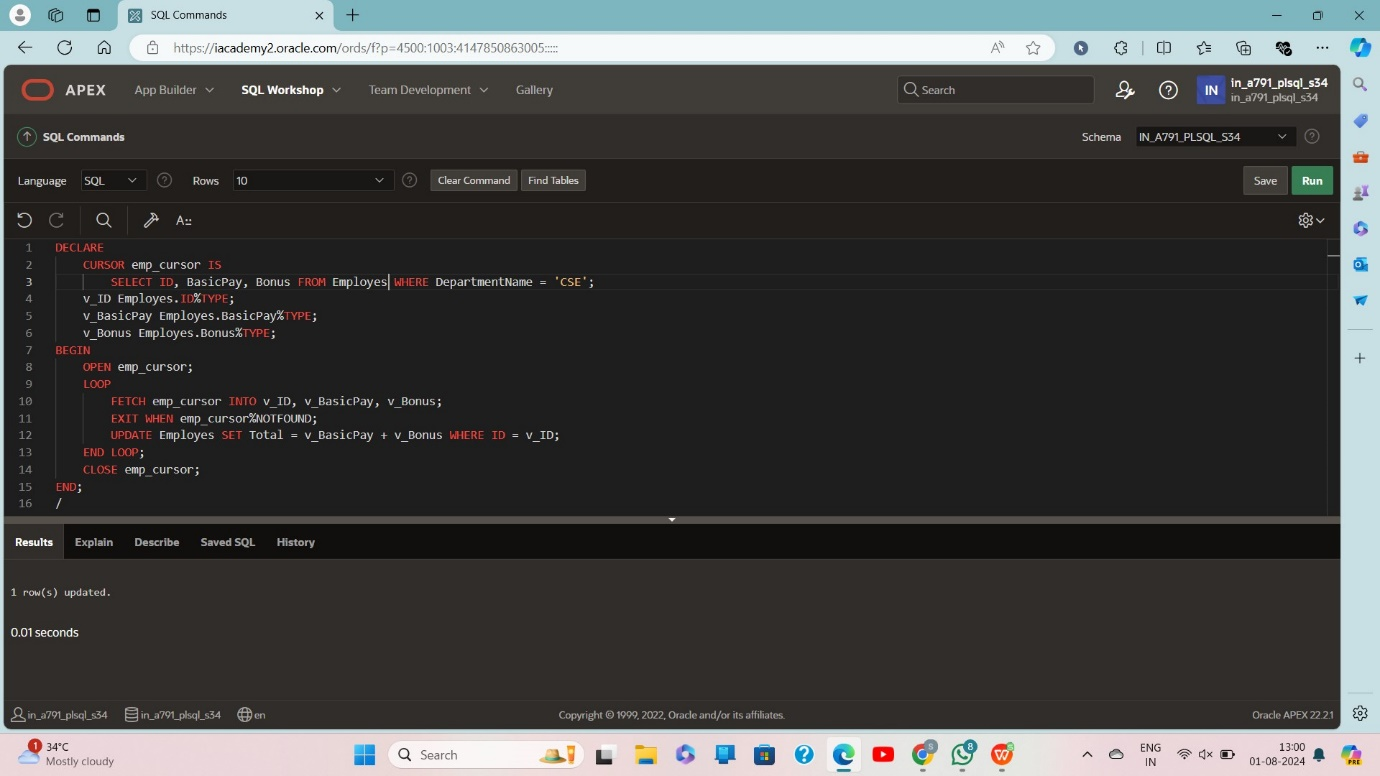 SQL Commands
https://iacademy2.oracle.com/ords/f?p=4500:1003:4147850863005:::::
APEX App Builder SQL Workshop Team Development Gallery Search IN in_a791_plsql_s34
in_a791_plsql_s34
SQL Commands Schema IN_A791_PLSQL_S34
Language SQL Rows 10 Clear Command Find Tables Save Run
A::
1 DECLARE
2 CURSOR emp_cursor IS
3 SELECT ID, BasicPay, Bonus FROM Employes WHERE DepartmentName = 'CSE';
4 v_ID Employes.ID%TYPE;
5 v_BasicPay Employes.BasicPay%TYPE;
6 v_Bonus Employes.Bonus%TYPE;
7 BEGIN
8 OPEN emp_cursor;
9 LOOP
10 FETCH emp_cursor INTO v_ID, v_BasicPay, v_Bonus;
11 EXIT WHEN emp_cursor%NOTFOUND;
12 UPDATE Employes SET Total = v_BasicPay + v_Bonus WHERE ID = v_ID;
13 END LOOP;
14 CLOSE emp_cursor;
15 END;
16 /
Results Explain Describe Saved SQL History
1 row(s) updated.
0.01 seconds
in_a791_plsql_s34 in_a791_plsql_s34 en Copyright © 1999, 2022, Oracle and/or its affiliates. Oracle APEX 22.2.1
1 34°C
Mostly cloudy
Search
S 8
ENG
IN
13:00
01-08-2024
PRE